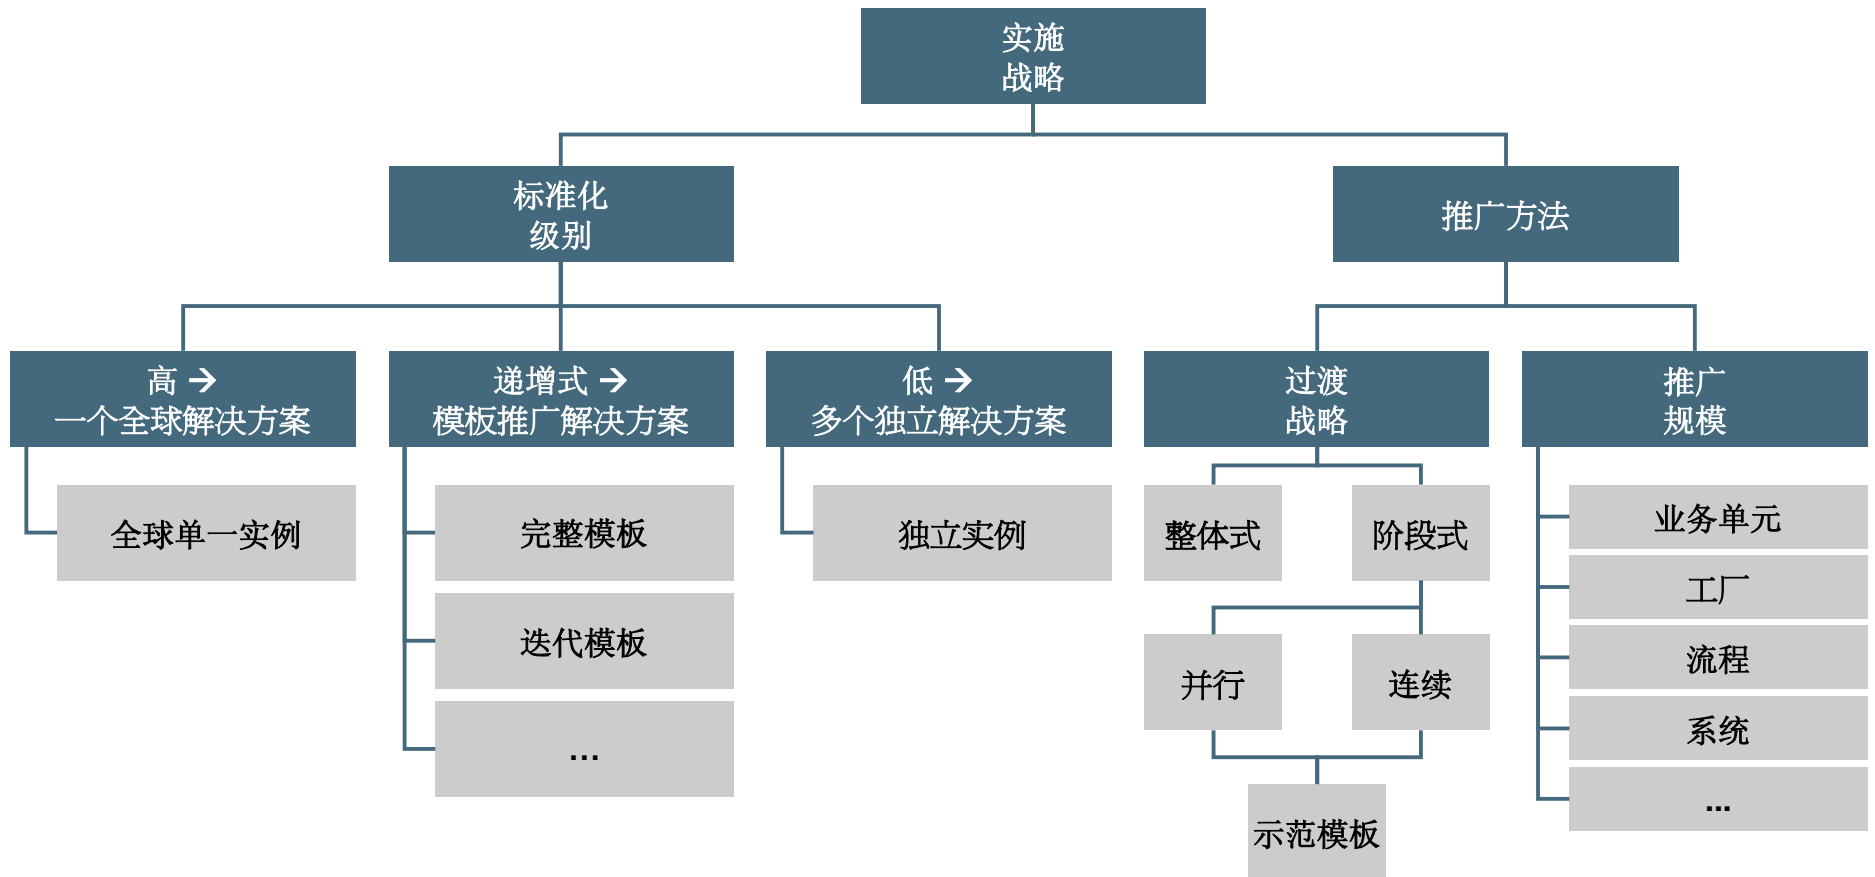 实施
战略
标准化
级别
推广方法
高 →
一个全球解决方案
递增式 →
模板推广解决方案
低 →
多个独立解决方案
过渡
战略
推广
规模
全球单一实例
完整模板
迭代模板
...
独立实例
整体式
阶段式
并行
连续
示范模板
业务单元
工厂
流程
系统
...